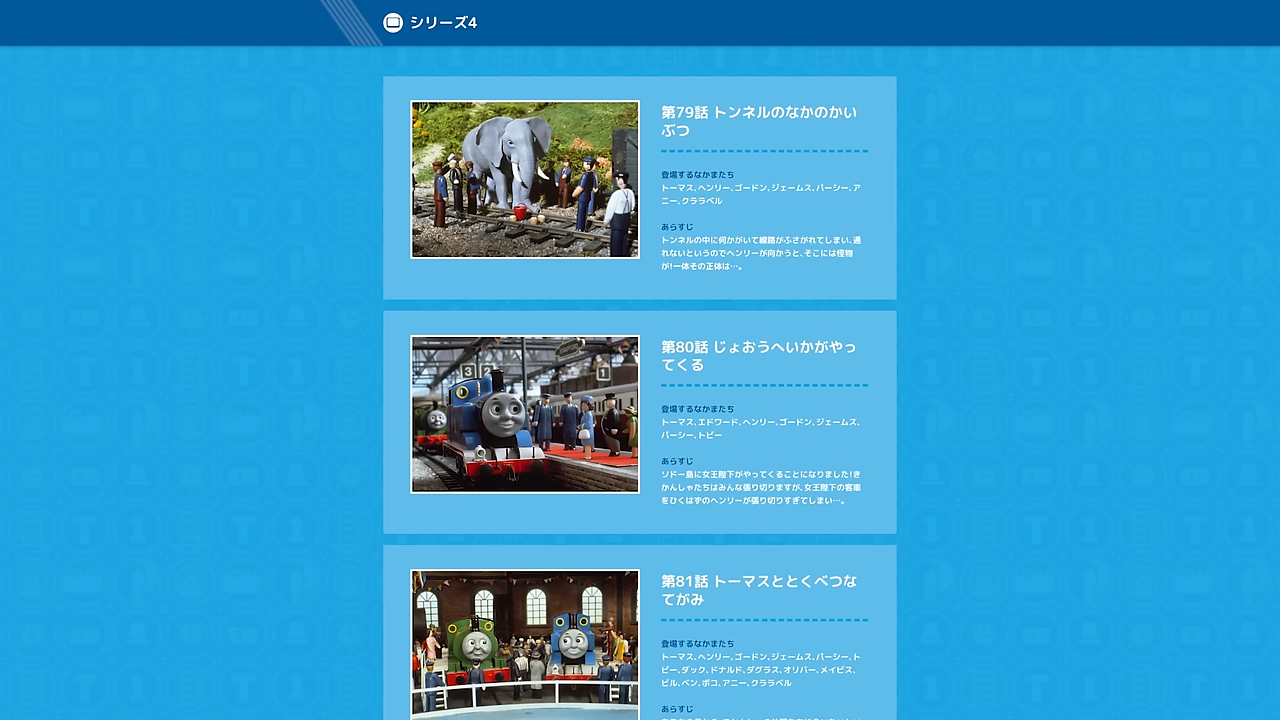 シリーズ4
第79話 トンネルのなかのかい
ぶつ
登場するなかまたち
トーマス、ヘンリー、ゴードン、ジェームス、パーシー、ア
ニー、クララベル
あらすじ
トンネルの中に何かがいて線路がふさがれてしまい、通
れないというのでヘンリーが向かうと、そこには怪物
が!一体その正体は…。
3 2 1
第80話 じょおうへいかがやっ
てくる
登場するなかまたち
トーマス、エドワード、ヘンリー、ゴードン、ジェームス、
パーシー、トビー
あらすじ
ソドー島に女王陛下がやってくることになりました!き
かんしゃたちはみんな張り切りますが、女王陛下の客車
をひくはずのヘンリーが張り切りすぎてしまい…。
第81話 トーマスととくべつな
てがみ
登場するなかまたち
トーマス、ヘンリー、ゴードン、ジェームス、パーシー、ト
ビー、ダック、ドナルド、ダグラス、オリバー、メイビス、
ビル、ベン、ボコ、アニー、クララベル
あらすじ